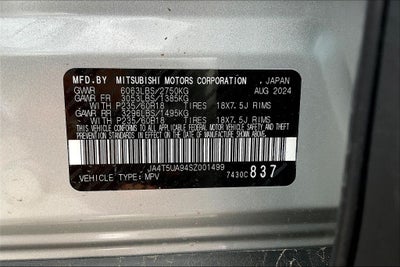 MFD.BY MITSUBISHI MOTORS CORPORATION , JAPAN
GVWR 6063LBS/2750KG AUG 2024
GAWR FR 3053LBS/1385KG
WITH P235/60R18 TIRES 18X7.5J RIMS
GAWR RR 3296LBS/1495KG
WITH P235/60R18 TIRES 18X7.5J RIMS
THIS VEHICLE CONFORMS TO ALL APPLICABLE FEDERAL MOTOR VEHICLE SAFETY, BUMPER, AND THEFT
PREVENTION STANDARDS IN EFFECT ON THE DATE OF MANUFACTURE SHOWN ABOVE.
JA4T5UA94SZ001499
VEHICLE TYPE: MPV 7430C 837